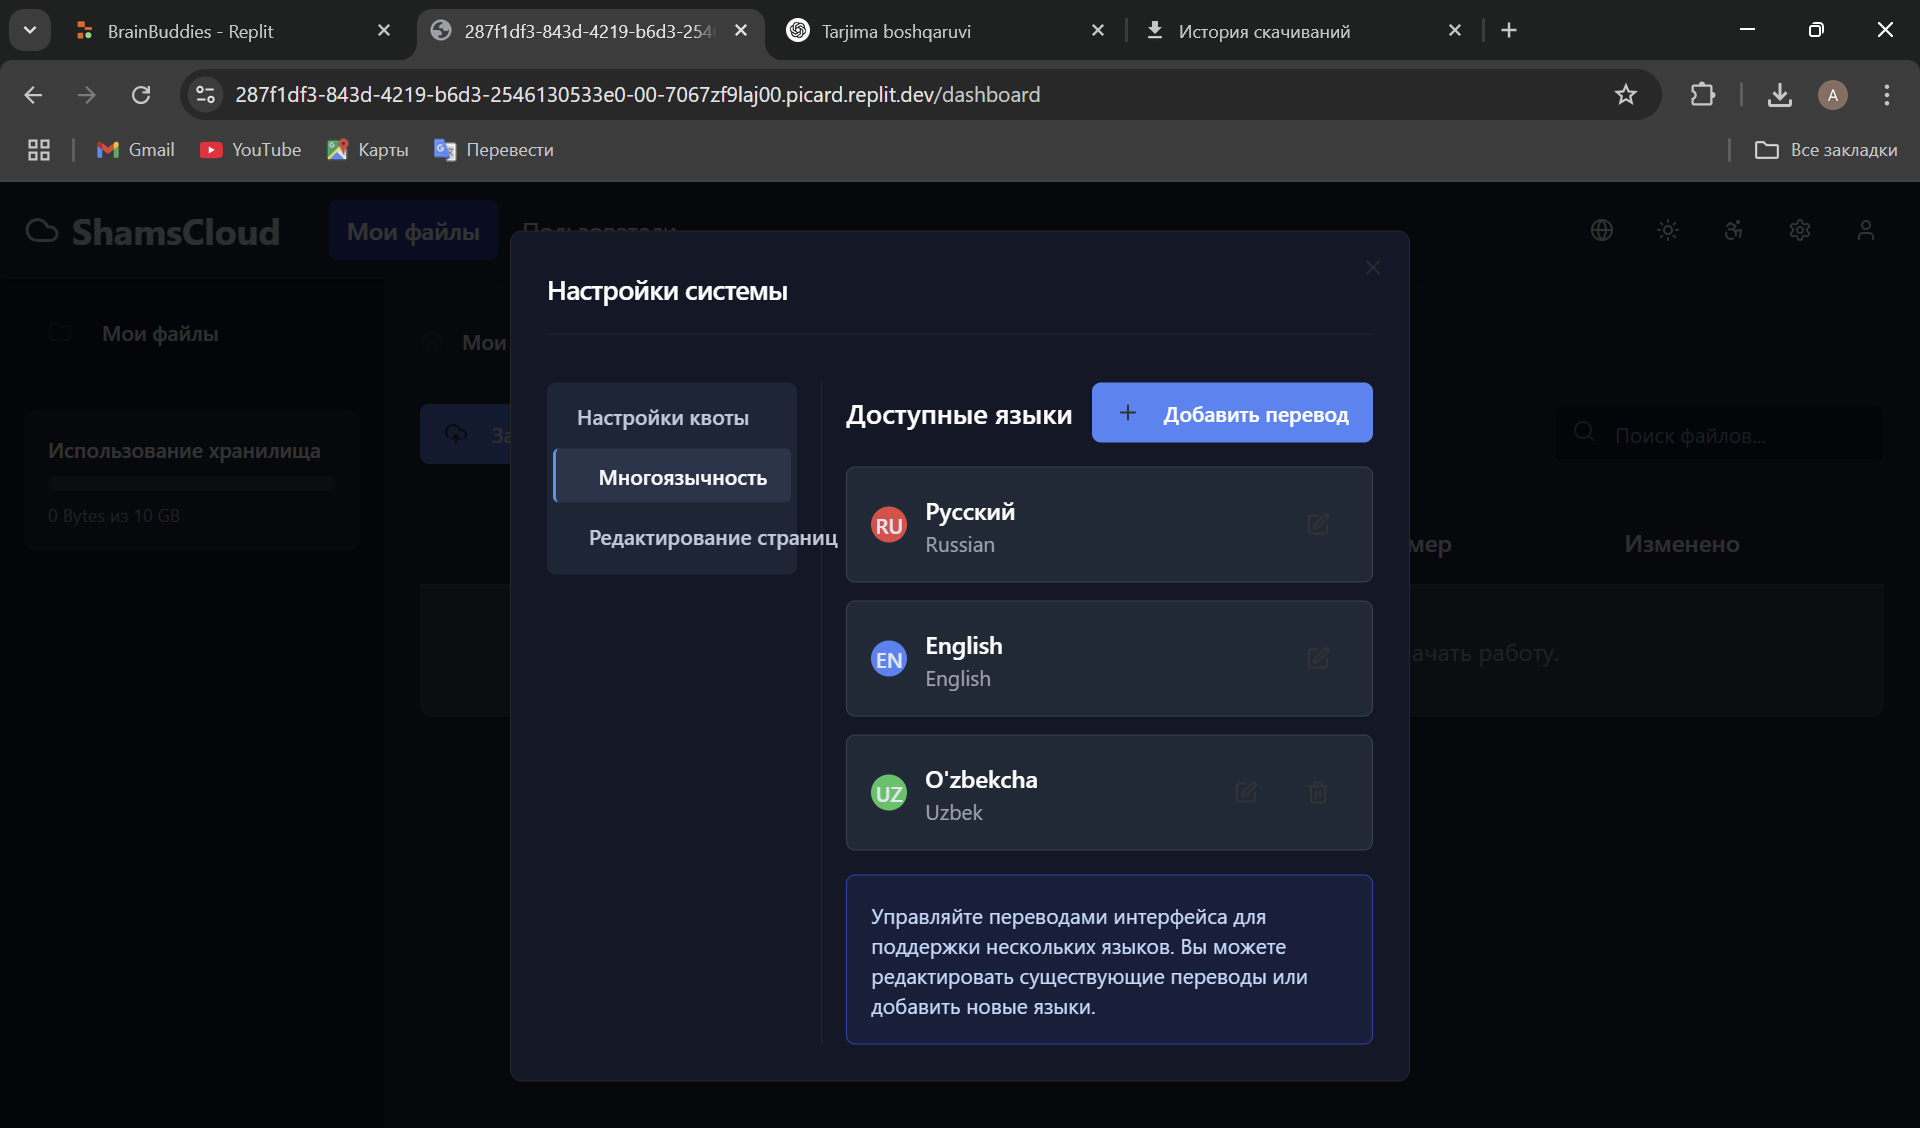 BrainBuddies - Replit
287f1df3-843d-4219-b6d3-254
Tarjima boshqaruvi
История скачиваний
287f1df3-843d-4219-b6d3-2546130533e0-00-7067zf9laj00.picard.replit.dev/dashboard
A
Gmail
YouTube
Карты
Перевести
Все закладки
ShamsCloud
Мои файлы
Пользователи
Мои файлы
Использование хранилища
0 Bytes из 10 GB
Мои
За
Поиск файлов...
мер
Изменено
ачать работу.
Настройки системы
Настройки квоты
Многоязычность
Редактирование страниц
Доступные языки
Добавить перевод
RU
Русский
Russian
EN
English
English
UZ
O'zbekcha
Uzbek
Управляйте переводами интерфейса для
поддержки нескольких языков. Вы можете
редактировать существующие переводы или
добавить новые языки.